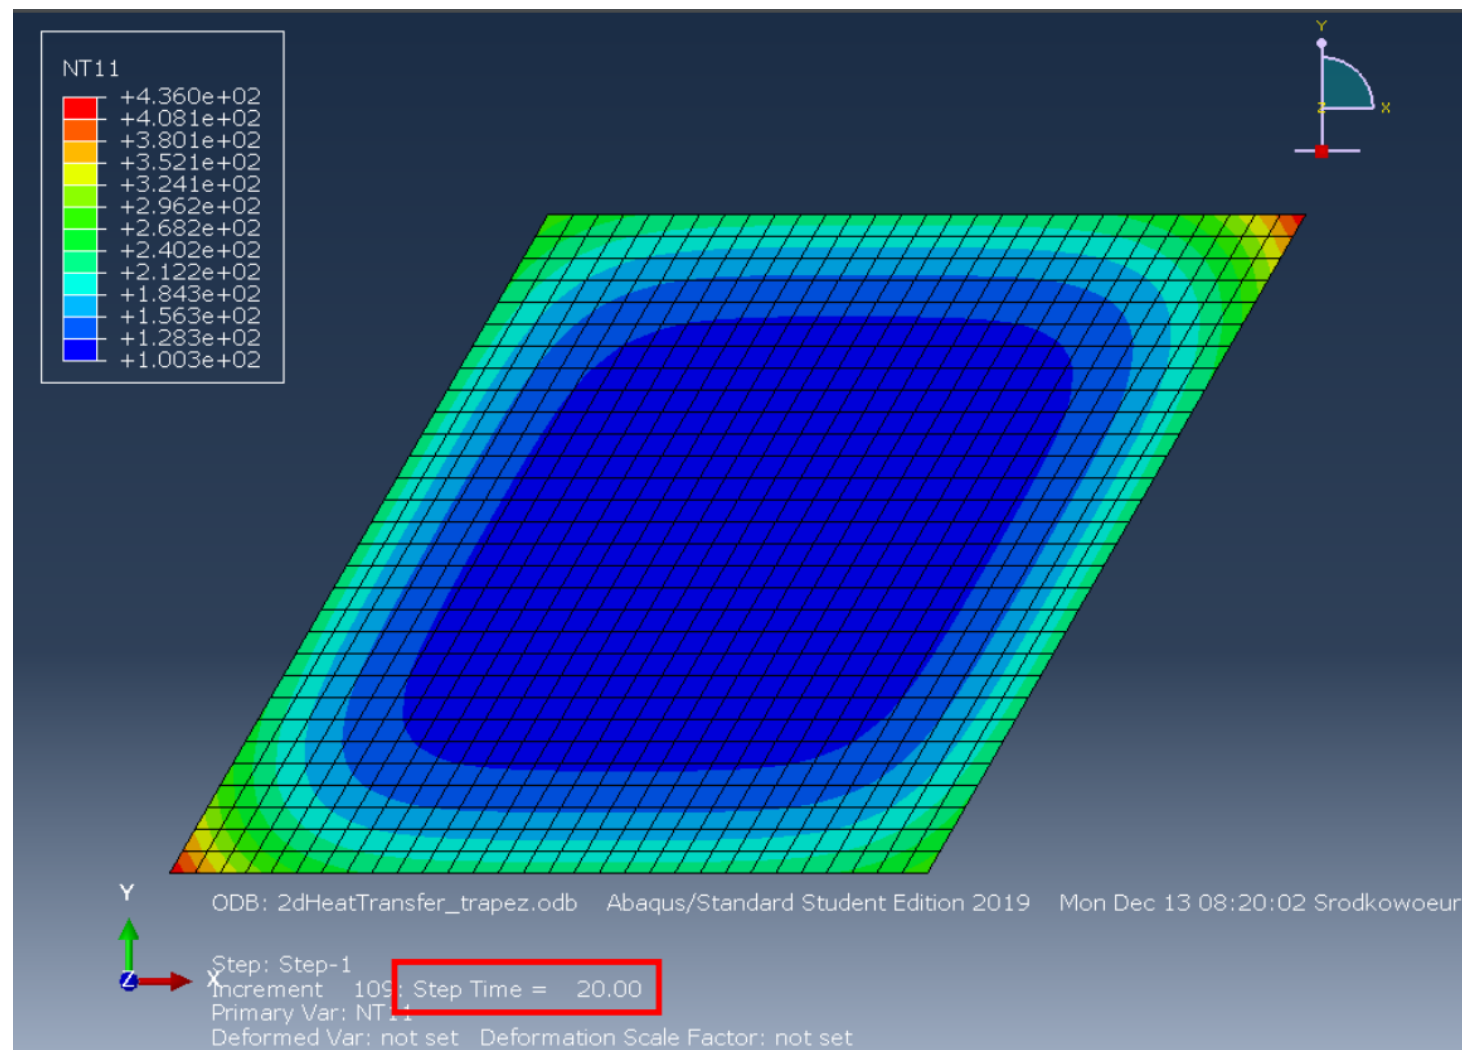 NT11
+4.360e+02
+4.081e+02
+3.801e+02
+3.521e+02
+3.241e+02
+2.962e+02
+2.682e+02
+2.402e+02
+2.122e+02
+1.843e+02
+1.563e+02
+1.283e+02
+1.003e+02
Y
Z X
Y
ODB: 2dHeatTransfer_trapez.odb Abaqus/Standard Student Edition 2019 Mon Dec 13 08:20:02 Srodkowoeur
Z X
Step: Step-1
Increment 109: Step Time = 20.00
Primary Var: NT11
Deformed Var: not set Deformation Scale Factor: not set